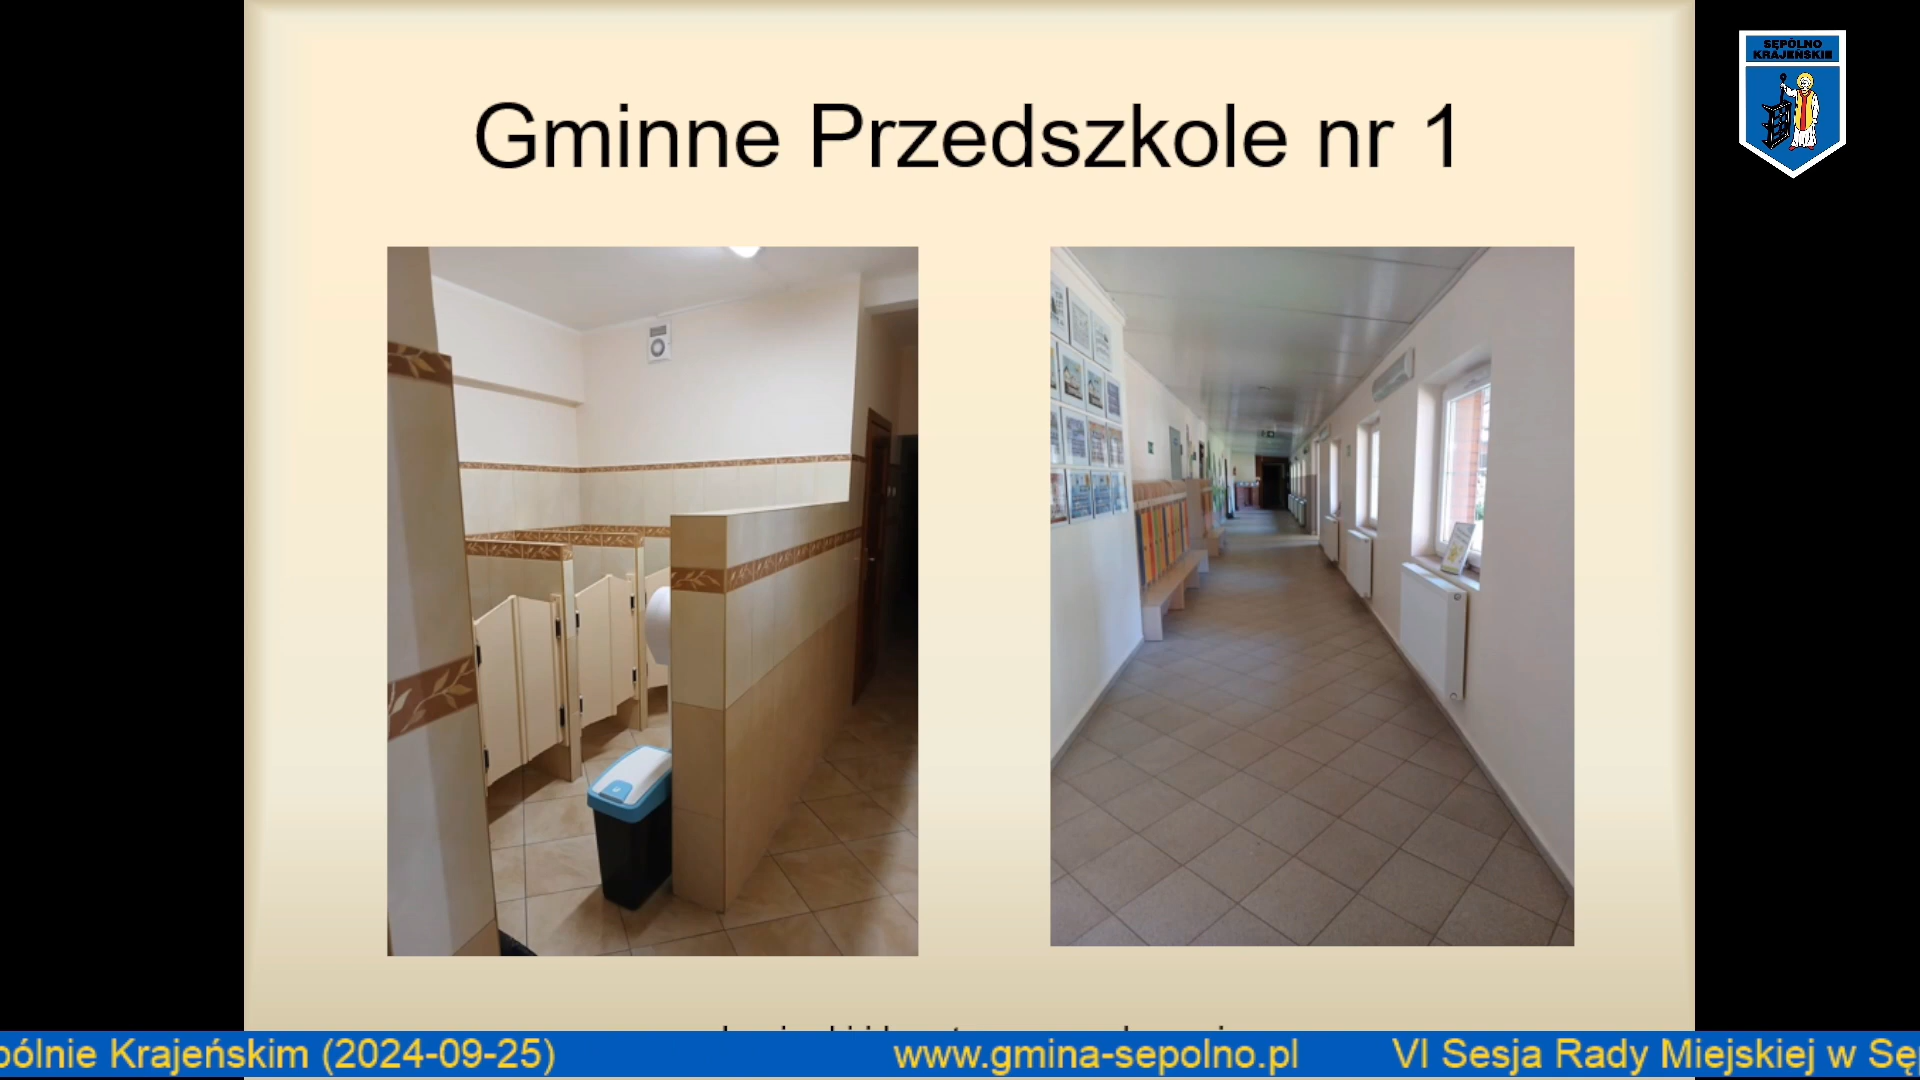 SĘPÓLNO
KRAJEŃSKIE
Gminne Przedszkole nr 1
pólnie Krajeńskim (2024-09-25) www.gmina-sepolno.pl VI Sesja Rady Miejskiej w Sę